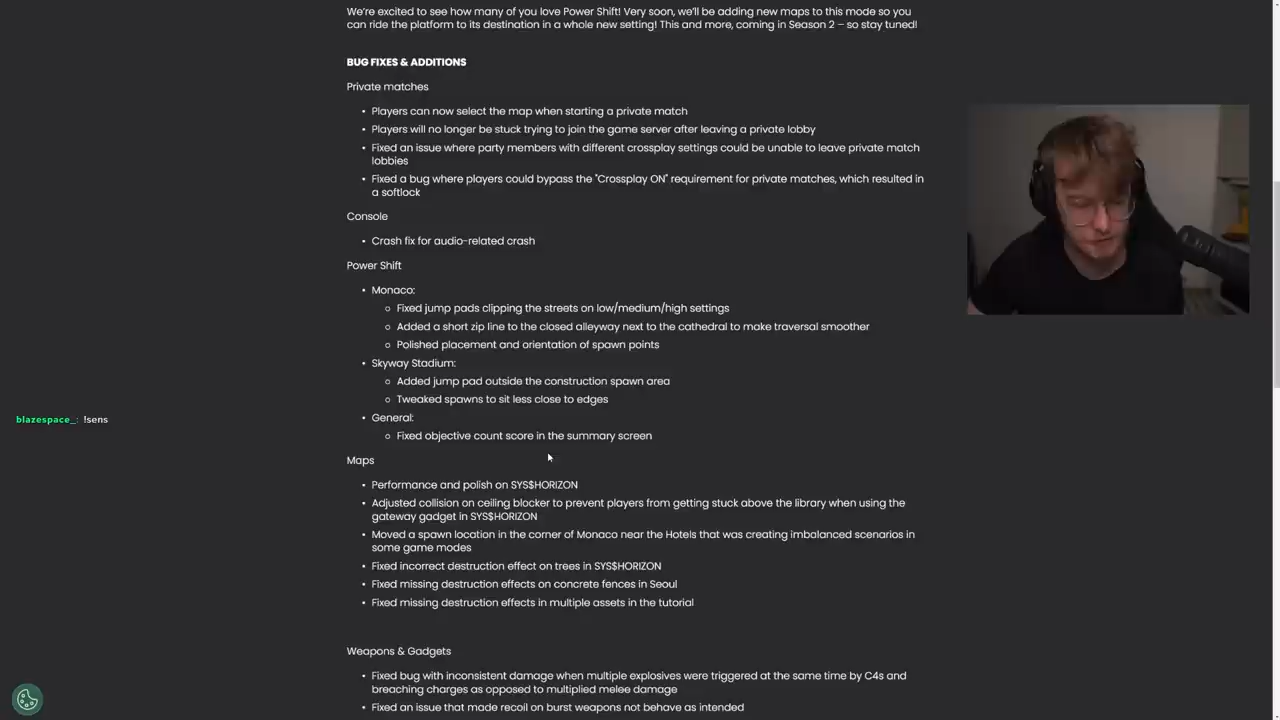 We're excited to see how many of you love Power Shift! Very soon, we'll be adding new maps to this mode so you
can ride the platform to its destination in a whole new setting! This and more, coming in Season 2 – so stay tuned!
BUG FIXES & ADDITIONS
Private matches
• Players can now select the map when starting a private match
• Players will no longer be stuck trying to join the game server after leaving a private lobby
• Fixed an issue where party members with different crossplay settings could be unable to leave private match
lobbies
• Fixed a bug where players could bypass the "Crossplay ON" requirement for private matches, which resulted in
a softlock
Console
• Crash fix for audio-related crash
Power Shift
• Monaco:
○ Fixed jump pads clipping the streets on low/medium/high settings
○ Added a short zip line to the closed alleyway next to the cathedral to make traversal smoother
○ Polished placement and orientation of spawn points
• Skyway Stadium:
○ Added jump pad outside the construction spawn area
○ Tweaked spawns to sit less close to edges
blazespace_: !sens
• General:
○ Fixed objective count score in the summary screen
Maps
• Performance and polish on SYS$HORIZON
• Adjusted collision on ceiling blocker to prevent players from getting stuck above the library when using the
gateway gadget in SYS$HORIZON
• Moved a spawn location in the corner of Monaco near the Hotels that was creating imbalanced scenarios in
some game modes
• Fixed incorrect destruction effect on trees in SYS$HORIZON
• Fixed missing destruction effects on concrete fences in Seoul
• Fixed missing destruction effects in multiple assets in the tutorial
Weapons & Gadgets
• Fixed bug with inconsistent damage when multiple explosives were triggered at the same time by C4s and
breaching charges as opposed to multiplied melee damage
• Fixed an issue that made recoil on burst weapons not behave as intended